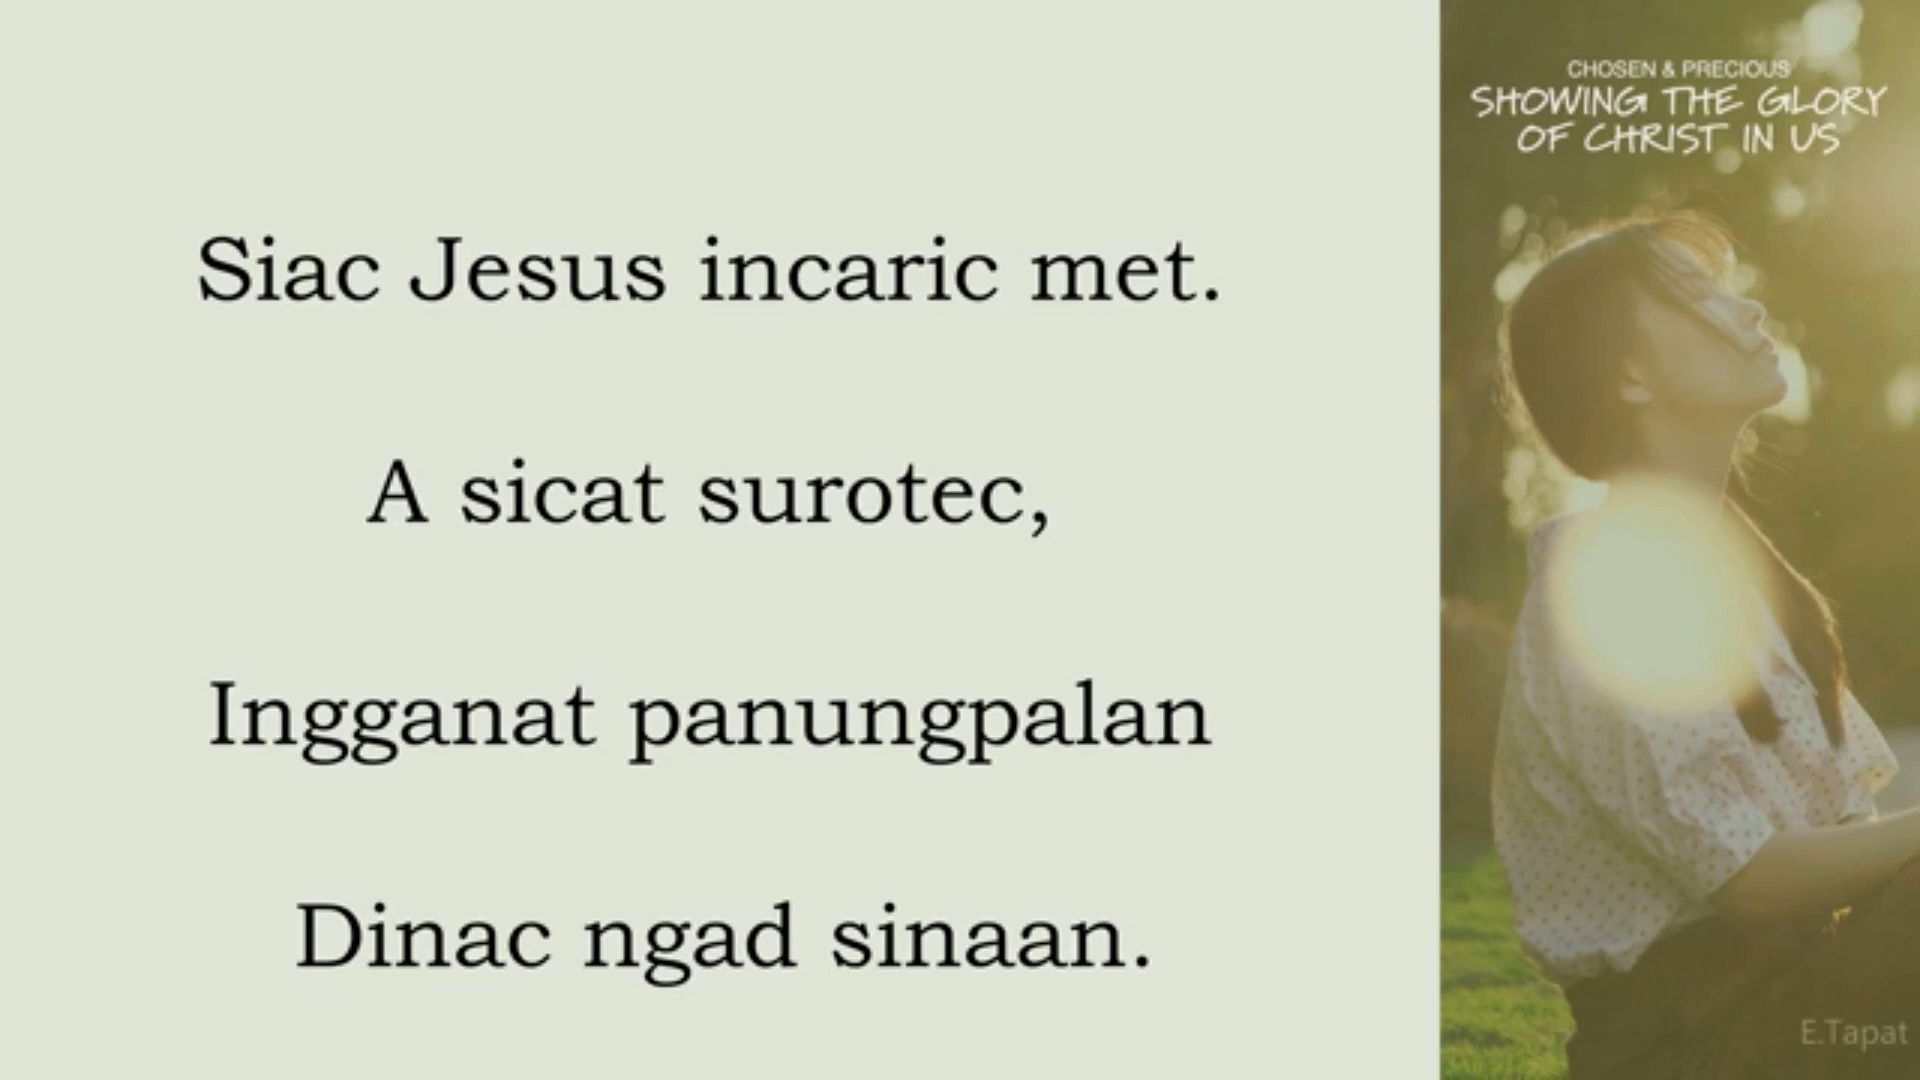 Siac Jesus incaric met.
A sicat surotec,
Ingganat panungpalan
Dinac ngad sinaan.
CHOSEN & PRECIOUS
SHOWING THE GLORY
OF CHRIST IN US
E.Tapat